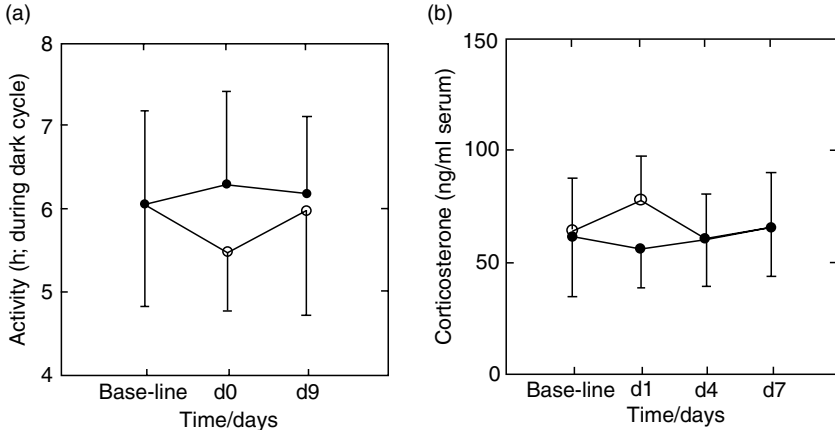 (a)
8
7
6
5
4
Activity (h; during dark cycle)
Base-line d0 d9
Time/days
(b)
150
100
50
0
Corticosterone (ng/ml serum)
Base-line d1 d4 d7
Time/days